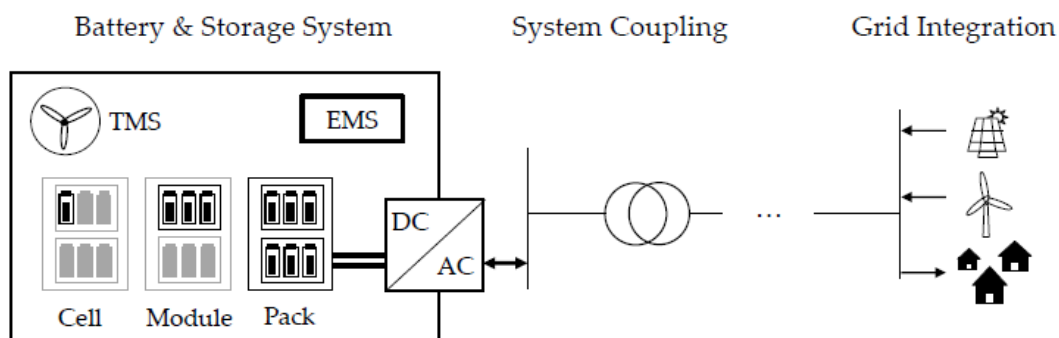 Battery & Storage System
System Coupling
Grid Integration
TMS
EMS
DC
AC
...
Cell
Module
Pack